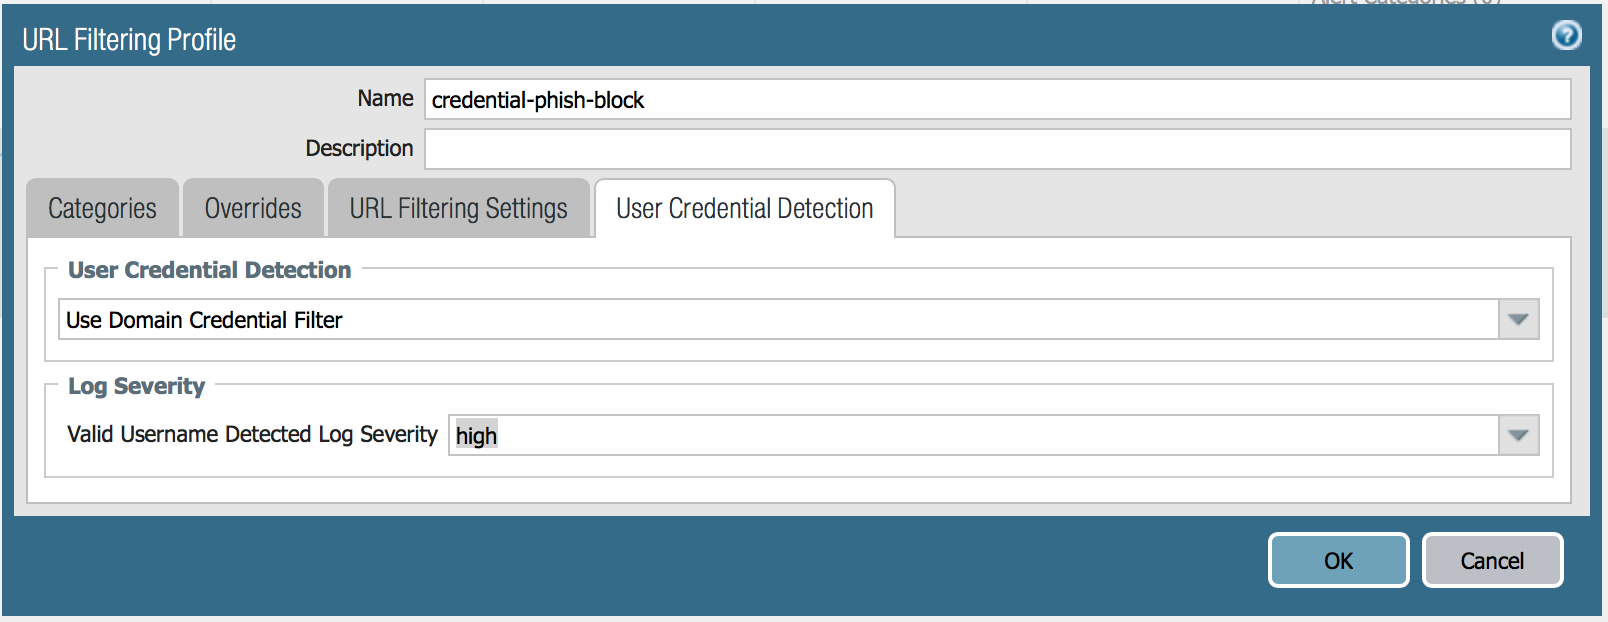 URL Filtering Profile
Name credential-phish-block
Description
Categories Overrides URL Filtering Settings User Credential Detection
User Credential Detection
Use Domain Credential Filter
Log Severity
Valid Username Detected Log Severity high
OK Cancel